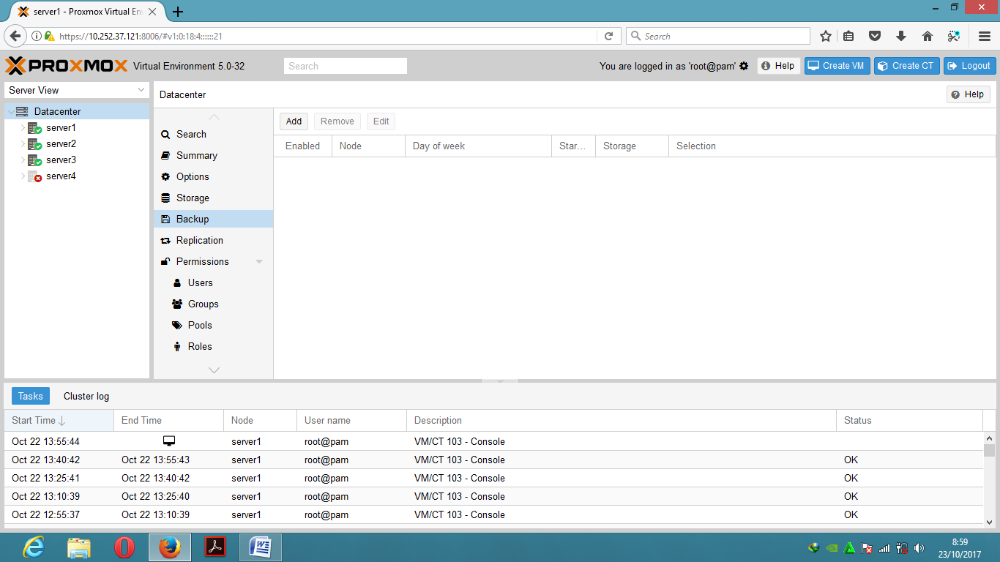 server1 - Proxmox Virtual En
https://10.252.37.121:8006/#v1:0:18:4::::::21
Search
PROXMOX Virtual Environment 5.0-32
Search
You are logged in as 'root@pam'
Help
Create VM
Create CT
Logout
Server View
Datacenter
server1
server2
server3
server4
Datacenter
Help
Search
Summary
Options
Storage
Backup
Replication
Permissions
Users
Groups
Pools
Roles
Add Remove Edit
Enabled Node Day of week Star... Storage Selection
Tasks Cluster log
Start Time End Time Node User name Description Status
Oct 22 13:55:44 server1 root@pam VM/CT 103 - Console
Oct 22 13:40:42 Oct 22 13:55:43 server1 root@pam VM/CT 103 - Console OK
Oct 22 13:25:41 Oct 22 13:40:42 server1 root@pam VM/CT 103 - Console OK
Oct 22 13:10:39 Oct 22 13:25:40 server1 root@pam VM/CT 103 - Console OK
Oct 22 12:55:37 Oct 22 13:10:39 server1 root@pam VM/CT 103 - Console OK
8:59
23/10/2017